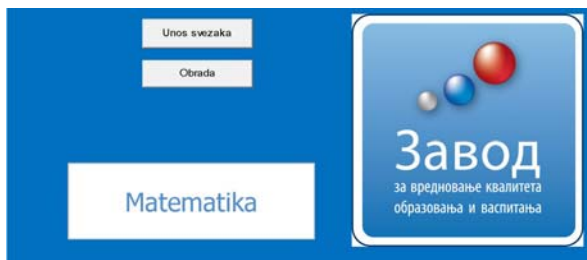 Unos svezaka
Obrada
Matematika
Завод
за вредновање квалитета
образовања и васпитања